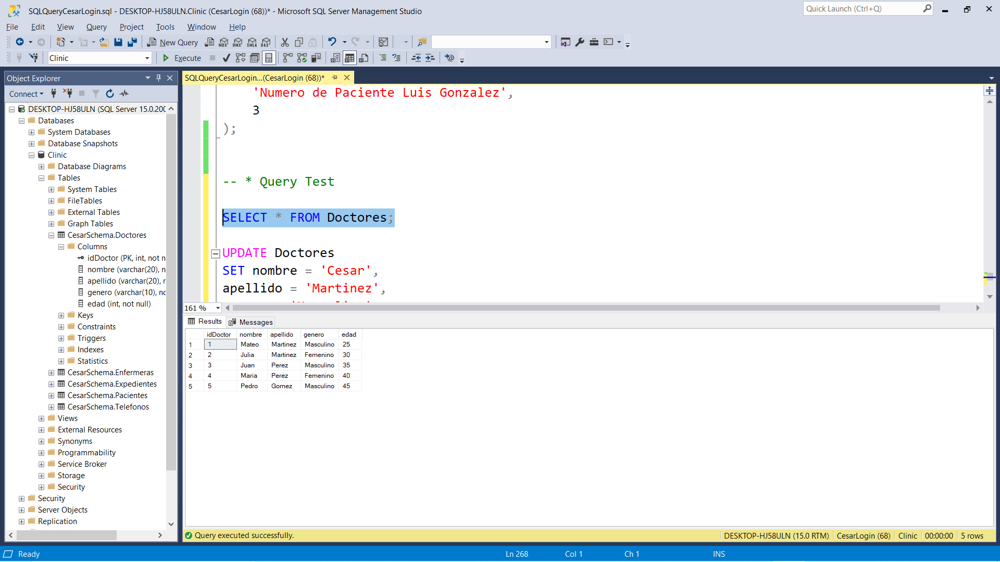 SQLQueryCesarLogin.sql - DESKTOP-HJ58ULN.Clinic (CesarLogin (68))* - Microsoft SQL Server Management Studio
Quick Launch (Ctrl+Q)
File Edit View Query Project Tools Window Help
New Query MDX DMX XMLA DAX
Clinic Execute
Object Explorer
SQLQueryCesarLogin...(CesarLogin (68))*
Connect
DESKTOP-HJ58ULN (SQL Server 15.0.200
Databases
System Databases
Database Snapshots
Clinic
Database Diagrams
Tables
System Tables
FileTables
External Tables
Graph Tables
CesarSchema.Doctores
Columns
idDoctor (PK, int, not n
nombre (varchar(20), n
apellido (varchar(20), r
genero (varchar(10), no
edad (int, not null)
Keys
Constraints
Triggers
Indexes
Statistics
CesarSchema.Enfermeras
CesarSchema.Expedientes
CesarSchema.Pacientes
CesarSchema.Telefonos
Views
External Resources
Synonyms
Programmability
Service Broker
Storage
Security
Security
Server Objects
Replication
'Numero de Paciente Luis Gonzalez',
3
);
-- * Query Test
SELECT * FROM Doctores;
UPDATE Doctores
SET nombre = 'Cesar',
apellido = 'Martinez',
161 %
Results Messages
idDoctor nombre apellido genero edad
1 1 Mateo Martinez Masculino 25
2 2 Julia Martinez Femenino 30
3 3 Juan Perez Masculino 35
4 4 Maria Perez Femenino 40
5 5 Pedro Gomez Masculino 45
Query executed successfully. DESKTOP-HJ58ULN (15.0 RTM) CesarLogin (68) Clinic 00:00:00 5 rows
Ready Ln 268 Col 1 Ch 1 INS